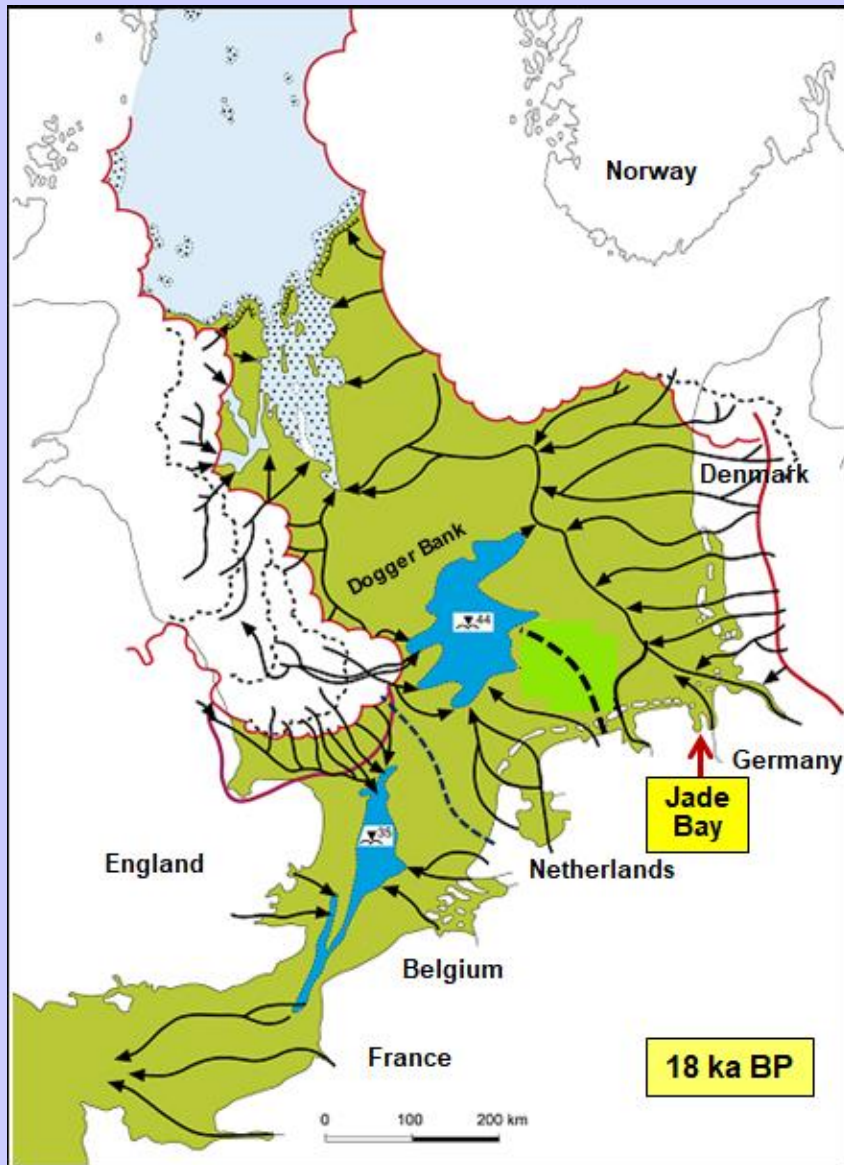 Norway
Denmark
Dogger Bank
44
Germany
Jade
Bay
35
England
Netherlands
Belgium
France
18 ka BP
0 100 200 km